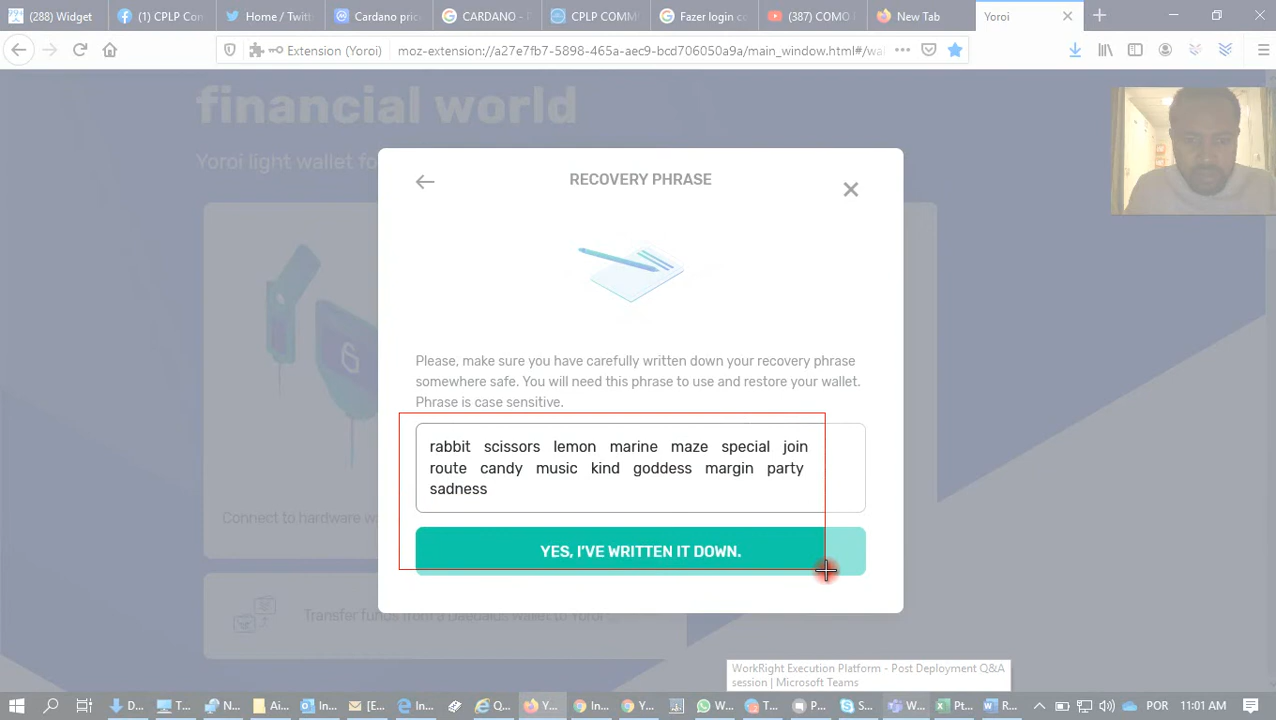 (288) Widget
(1) CPLP Con
Home / Twitt
Cardano price
CARDANO - P
CPLP COMM
Fazer login co
(387) COMO
New Tab
Yoroi
Extension (Yoroi)
moz-extension://a27e7fb7-5898-465a-aec9-bcd706050a9a/main_window.html#/wal
financial world
Yoroi light wallet fo
RECOVERY PHRASE
Please, make sure you have carefully written down your recovery phrase
somewhere safe. You will need this phrase to use and restore your wallet.
Phrase is case sensitive.
rabbit scissors lemon marine maze special join
route candy music kind goddess margin party
sadness
YES, I'VE WRITTEN IT DOWN.
Connect to hardware w
Transfer funds from a Daedalus wallet to Yoroi
WorkRight Execution Platform - Post Deployment Q&A
session | Microsoft Teams
POR
11:01 AM